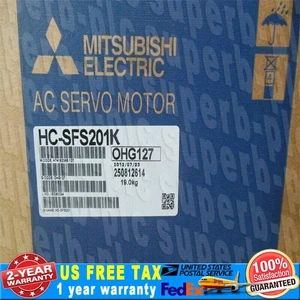 MITSUBISHI
ELECTRIC
AC SERVO MOTOR
HC-SFS201K
OHG127
250812614
19.0kg
2-YEAR
WARRANTY
US FREE TAX
1 year warranty
UNITED STATES
POSTAL SERVICE
FedEx
100%
Satisfaction
GUARANTEED